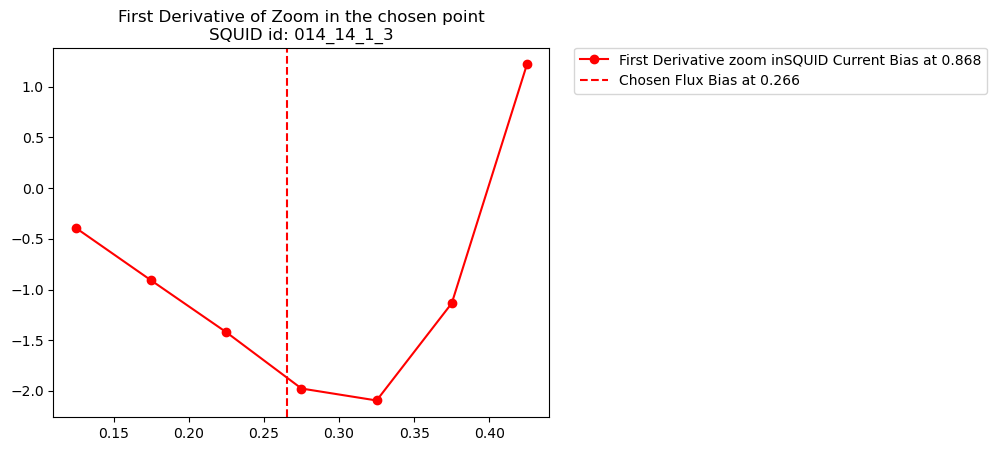 First Derivative of Zoom in the chosen point
SQUID id: 014_14_1_3
First Derivative zoom inSQUID Current Bias at 0.868
Chosen Flux Bias at 0.266
1.0
0.5
0.0
−0.5
−1.0
−1.5
−2.0
0.15 0.20 0.25 0.30 0.35 0.40